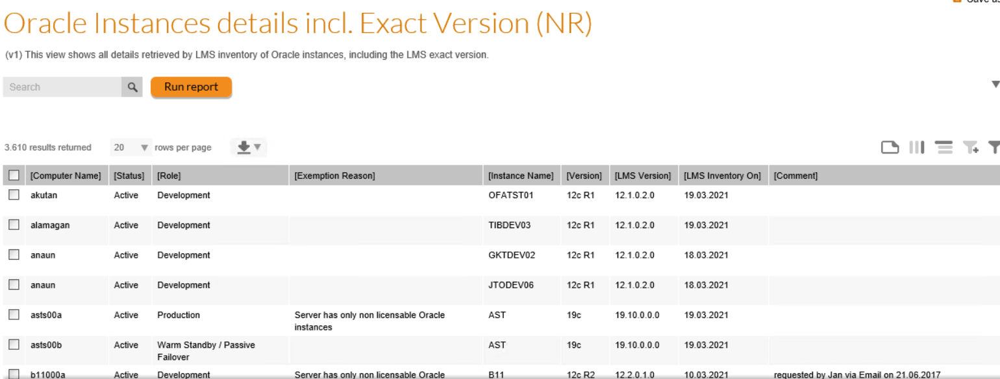 Save as
Oracle Instances details incl. Exact Version (NR)
(v1) This view shows all details retrieved by LMS inventory of Oracle instances, including the LMS exact version.
Search Run report
3.610 results returned 20 rows per page
[Computer Name] [Status] [Role] [Exemption Reason] [Instance Name] [Version] [LMS Version] [LMS Inventory On] [Comment]
akutan Active Development OFATST01 12c R1 12.1.0.2.0 19.03.2021
alamagan Active Development TIBDEV03 12c R1 12.1.0.2.0 19.03.2021
anaun Active Development GKTDEV02 12c R1 12.1.0.2.0 18.03.2021
anaun Active Development JTODEV06 12c R1 12.1.0.2.0 18.03.2021
asts00a Active Production Server has only non licensable Oracle AST 19c 19.10.0.0.0 19.03.2021
instances
asts00b Active Warm Standby / Passive AST 19c 19.10.0.0.0 19.03.2021
Failover
b11000a Active Development Server has only non licensable Oracle B11 12c R2 12.2.0.1.0 10.03.2021 requested by Jan via Email on 21.06.2017